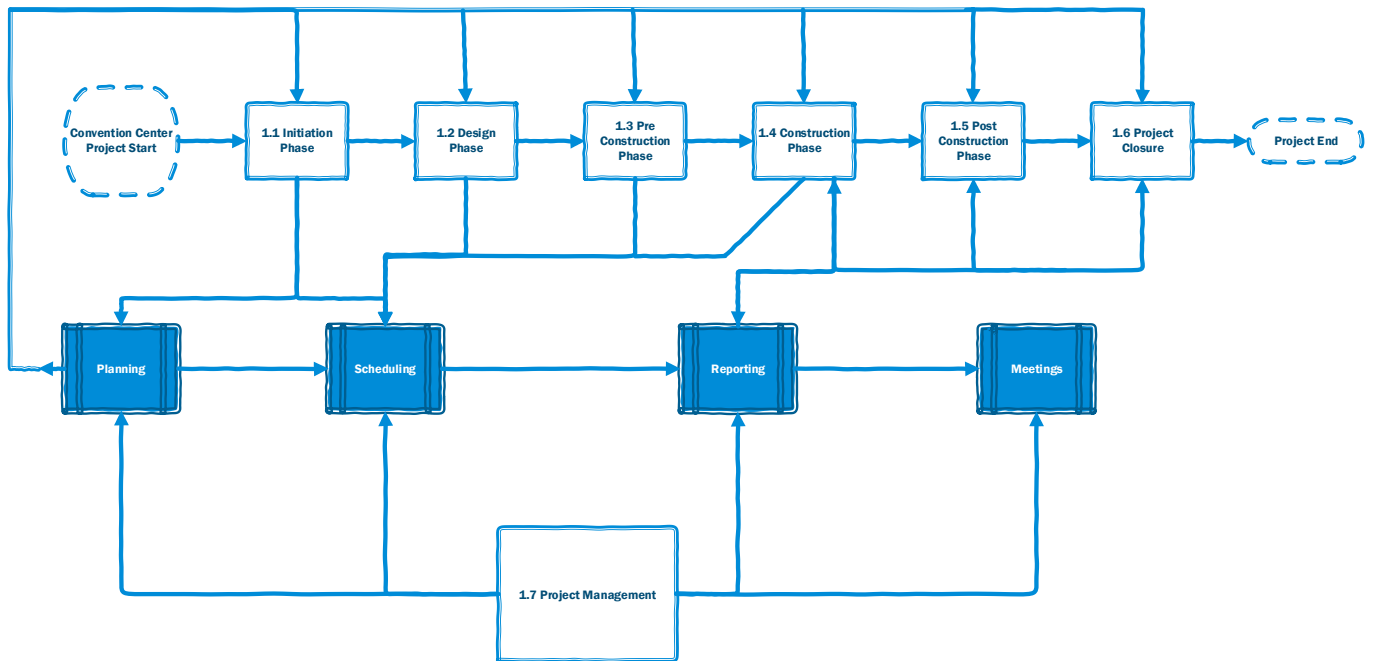 Convention Center
Project Start
1.1 Initiation
Phase
1.2 Design
Phase
1.3 Pre
Construction
Phase
1.4 Construction
Phase
1.5 Post
Construction
Phase
1.6 Project
Closure
Project End
Planning
Scheduling
Reporting
Meetings
1.7 Project Management